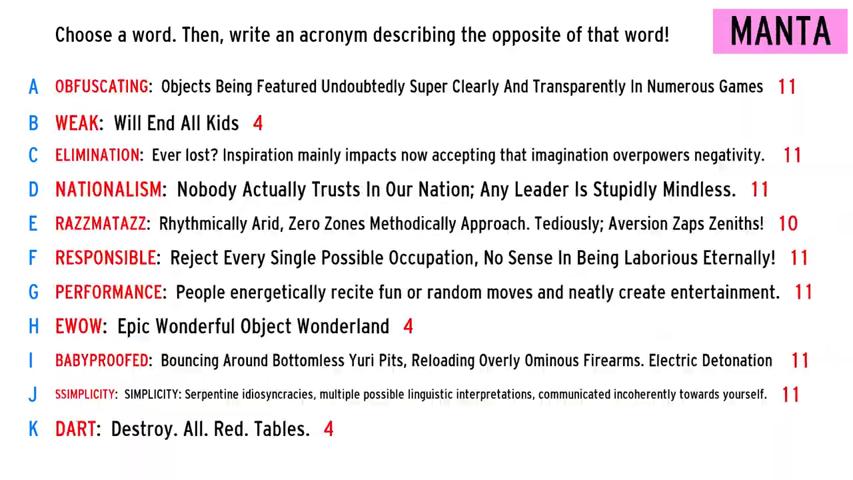 Choose a word. Then, write an acronym describing the opposite of that word!
MANTA
A OBFUSCATING: Objects Being Featured Undoubtedly Super Clearly And Transparently In Numerous Games 11
B WEAK: Will End All Kids 4
C ELIMINATION: Ever lost? Inspiration mainly impacts now accepting that imagination overpowers negativity. 11
D NATIONALISM: Nobody Actually Trusts In Our Nation; Any Leader Is Stupidly Mindless. 11
E RAZZMATAZZ: Rhythmically Arid, Zero Zones Methodically Approach. Tediously; Aversion Zaps Zeniths! 10
F RESPONSIBLE: Reject Every Single Possible Occupation, No Sense In Being Laborious Eternally! 11
G PERFORMANCE: People energetically recite fun or random moves and neatly create entertainment. 11
H EWOW: Epic Wonderful Object Wonderland 4
I BABYPROOFED: Bouncing Around Bottomless Yuri Pits, Reloading Overly Ominous Firearms. Electric Detonation 11
J SSIMPLICITY: SIMPLICITY: Serpentine idiosyncracies, multiple possible linguistic interpretations, communicated incoherently towards yourself. 11
K DART: Destroy. All. Red. Tables. 4